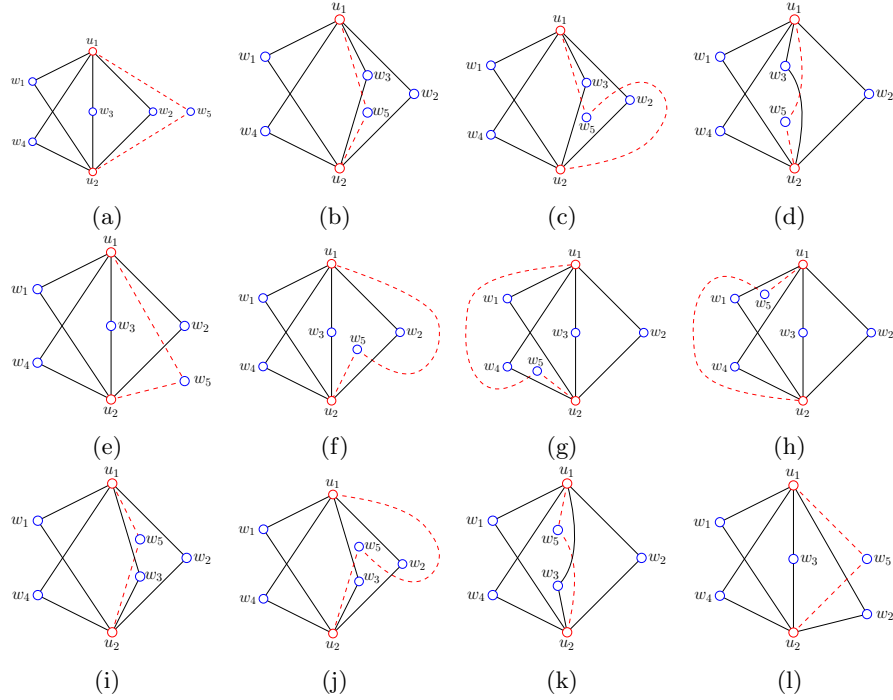 u₁
w₁
w₃
w₂
w₅
w₄
u₂
(a)
u₁
w₁
w₃
w₂
w₅
w₄
u₂
(b)
u₁
w₁
w₃
w₂
w₅
w₄
u₂
(c)
u₁
w₁
w₃
w₂
w₅
w₄
u₂
(d)
u₁
w₁
w₃
w₂
w₄
w₅
u₂
(e)
u₁
w₁
w₃
w₂
w₅
w₄
u₂
(f)
u₁
w₁
w₃
w₂
w₅
w₄
u₂
(g)
u₁
w₁
w₅
w₃
w₂
w₄
u₂
(h)
u₁
w₁
w₅
w₂
w₃
w₄
u₂
(i)
u₁
w₁
w₅
w₂
w₃
w₄
u₂
(j)
u₁
w₁
w₅
w₂
w₃
w₄
u₂
(k)
u₁
w₁
w₃
w₅
w₄
w₂
u₂
(l)